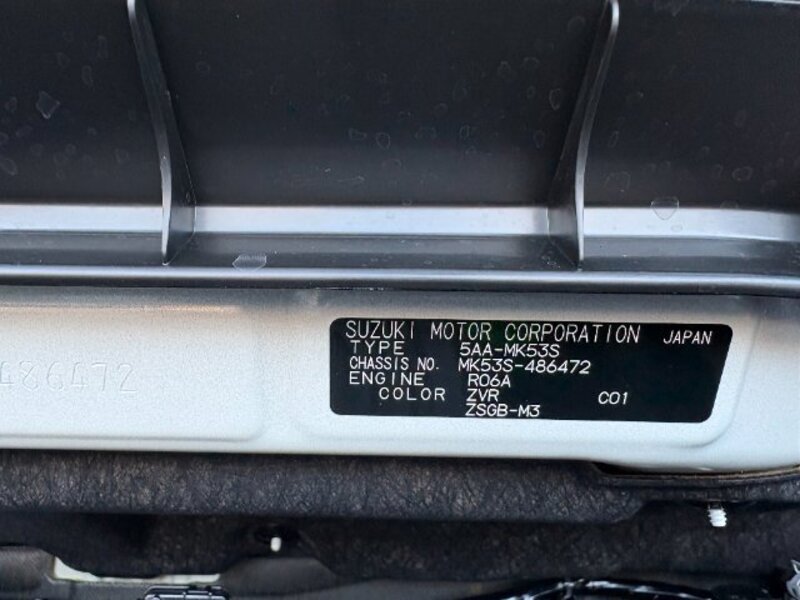 SUZUKI MOTOR CORPORATION JAPAN
TYPE 5AA-MK53S
CHASSIS NO. MK53S-486472
ENGINE R06A
COLOR ZVR C01
ZSGB-M3
486472